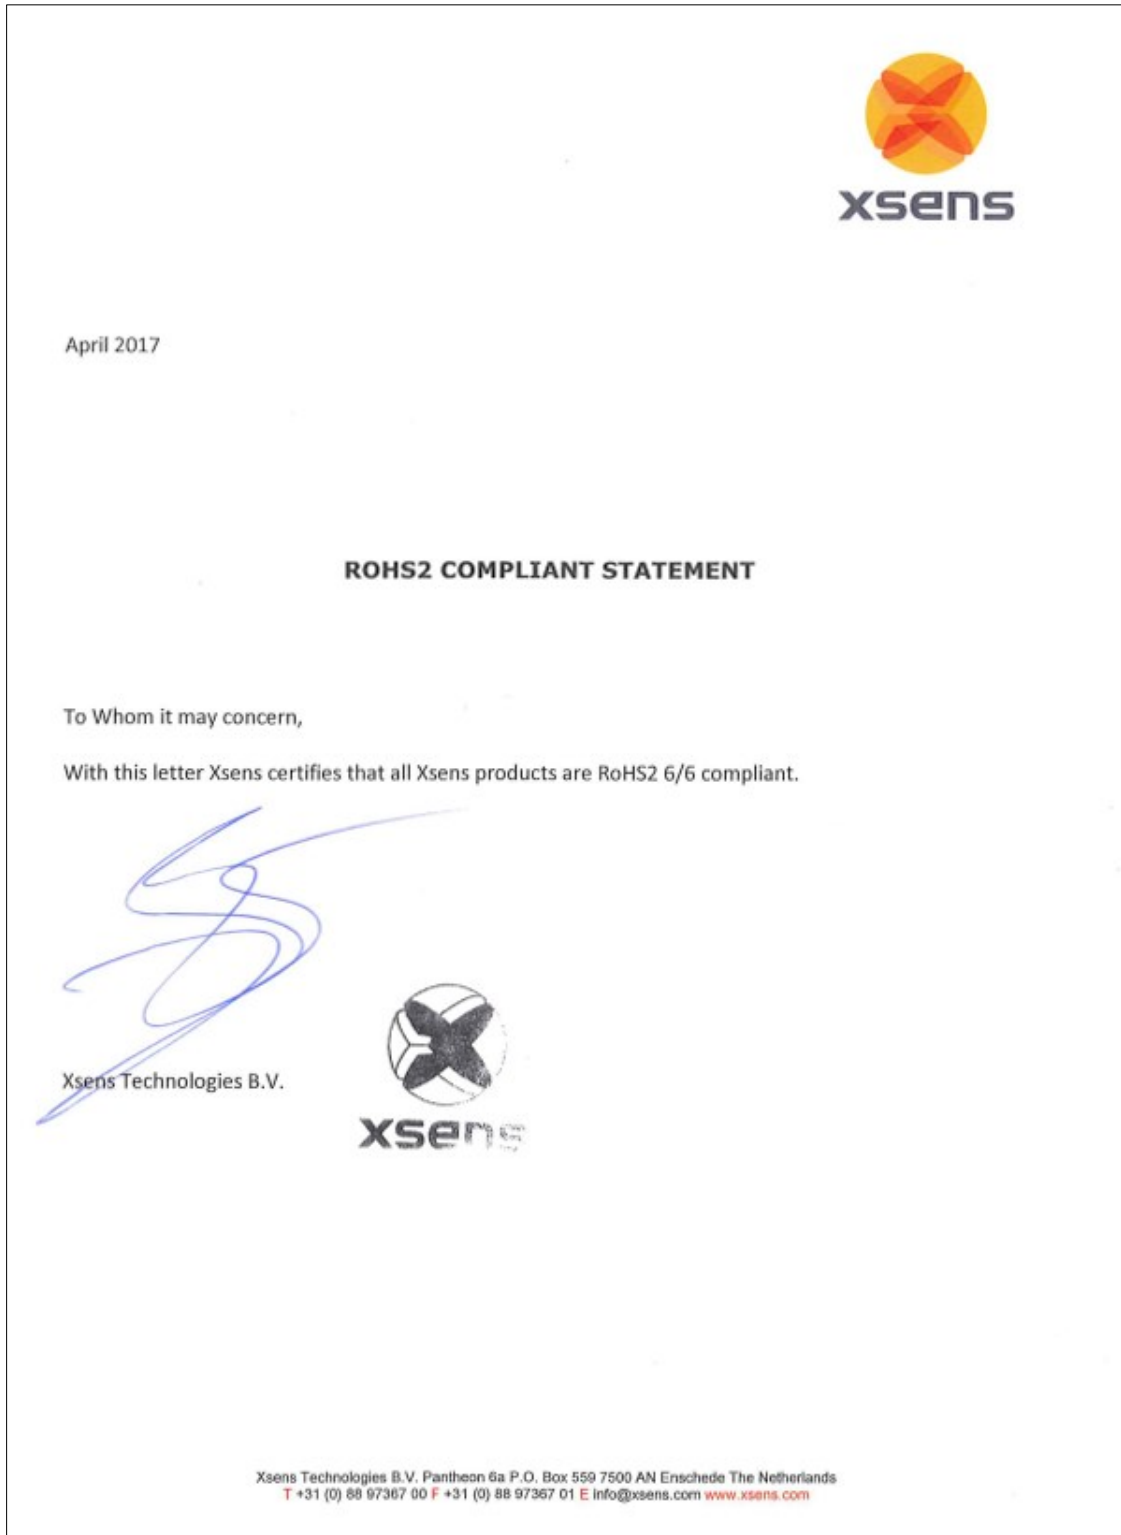 xsens
April 2017
ROHS2 COMPLIANT STATEMENT
To Whom it may concern,
With this letter Xsens certifies that all Xsens products are RoHS2 6/6 compliant.
Xsens Technologies B.V.
xsens
Xsens Technologies B.V. Pantheon 6a P.O. Box 559 7500 AN Enschede The Netherlands
T +31 (0) 88 97367 00 F +31 (0) 88 97367 01 E info@xsens.com www.xsens.com